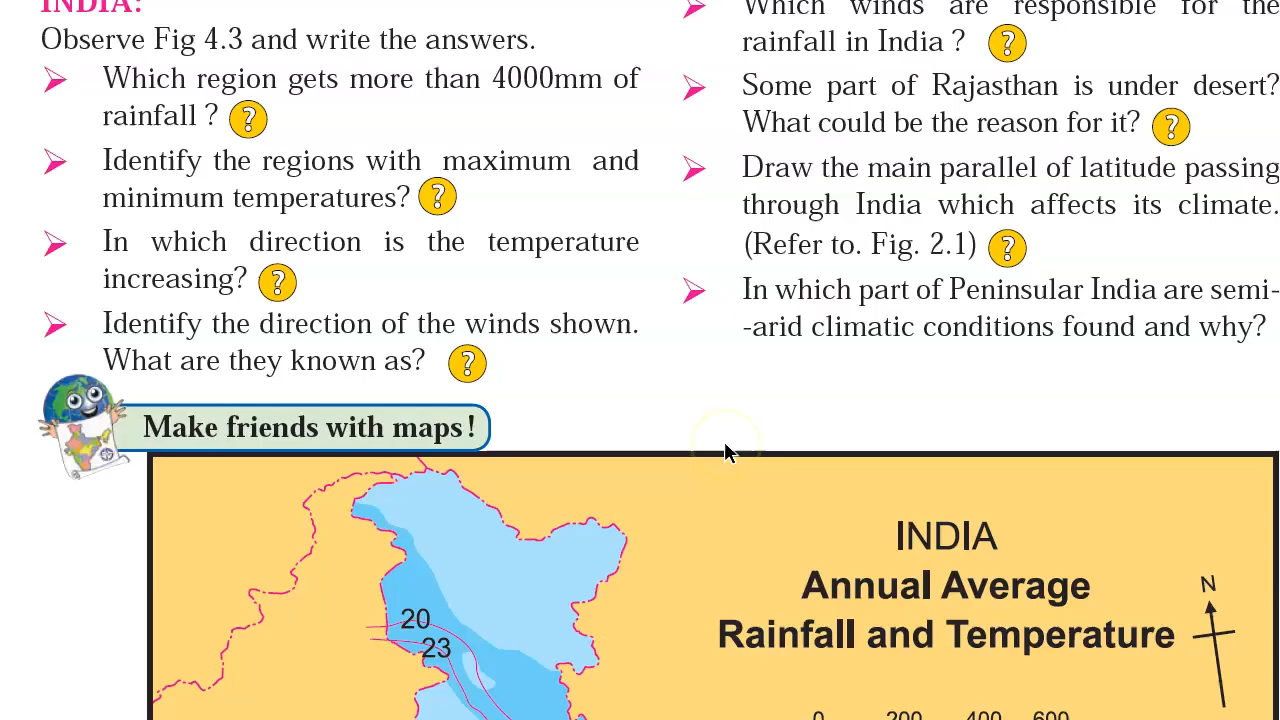 INDIA:
Observe Fig 4.3 and write the answers.
➤ Which region gets more than 4000mm of
rainfall ? ?
➤ Identify the regions with maximum and
minimum temperatures? ?
➤ In which direction is the temperature
increasing? ?
➤ Identify the direction of the winds shown.
What are they known as? ?
➤ Which winds are responsible for the
rainfall in India ? ?
➤ Some part of Rajasthan is under desert?
What could be the reason for it? ?
➤ Draw the main parallel of latitude passing
through India which affects its climate.
(Refer to. Fig. 2.1) ?
➤ In which part of Peninsular India are semi-
-arid climatic conditions found and why?
Make friends with maps!
INDIA
Annual Average
Rainfall and Temperature
N
20
23
0 200 400 600